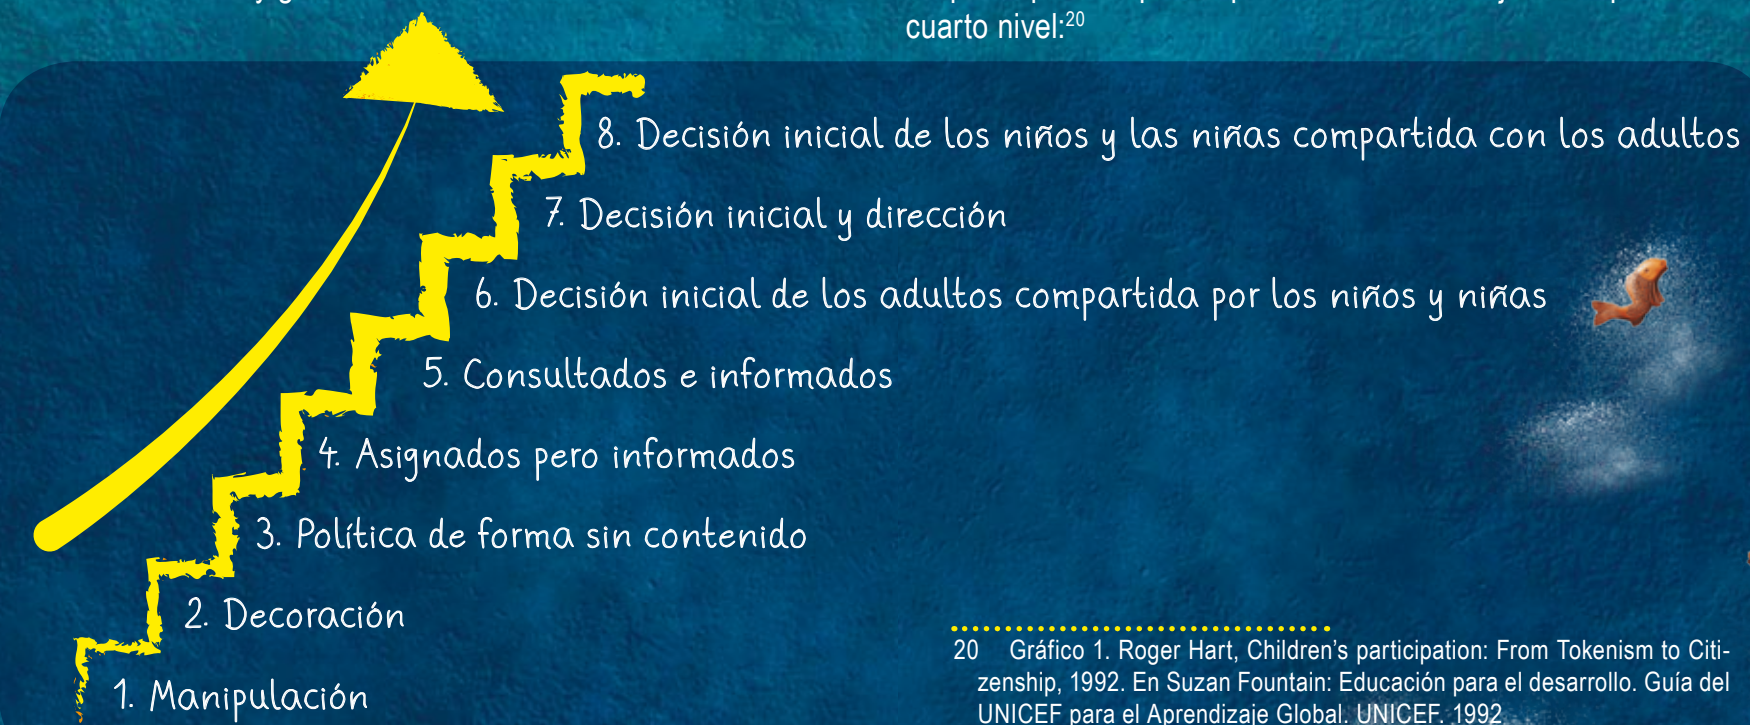 cuarto nivel:20
8. Decisión inicial de los niños y las niñas compartida con los adultos
7. Decisión inicial y dirección
6. Decisión inicial de los adultos compartida por los niños y niñas
5. Consultados e informados
4. Asignados pero informados
3. Política de forma sin contenido
2. Decoración
1. Manipulación
20 Gráfico 1. Roger Hart, Children’s participation: From Tokenism to Citi-
zenship, 1992. En Suzan Fountain: Educación para el desarrollo. Guía del
UNICEF para el Aprendizaje Global. UNICEF. 1992